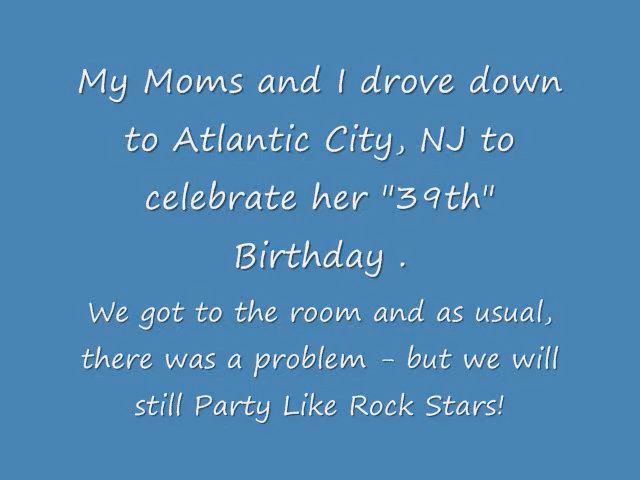 My Moms and I drove down
to Atlantic City, NJ to
celebrate her "39th"
Birthday .
We got to the room and as usual,
there was a problem - but we will
still Party Like Rock Stars!